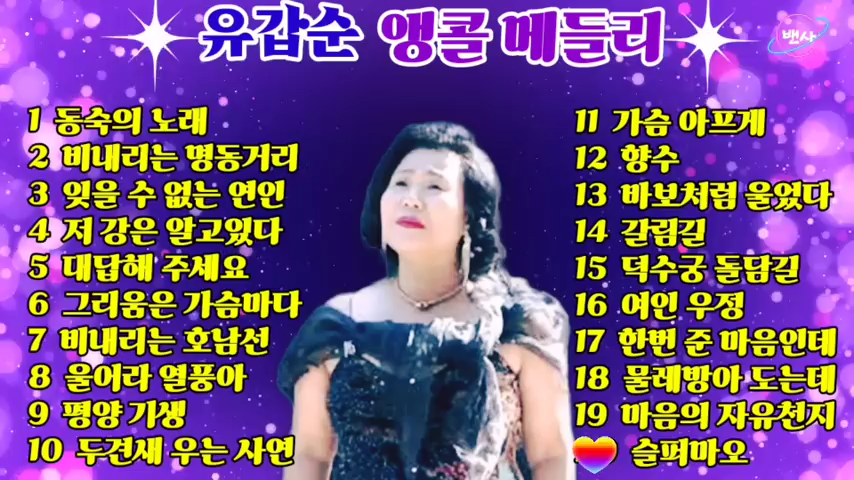 유갑순 앵콜 메들리
뺀사
1 동숙의 노래
2 비내리는 명동거리
3 잊을 수 없는 연인
4 저 강은 알고있다
5 대답해 주세요
6 그리움은 가슴마다
7 비내리는 호남선
8 울어라 열풍아
9 평양 기생
10 두견새 우는 사연
11 가슴 아프게
12 향수
13 바보처럼 울었다
14 갈림길
15 덕수궁 돌담길
16 여인 우정
17 한번 준 마음인데
18 물레방아 도는데
19 마음의 자유천지
슬퍼마오